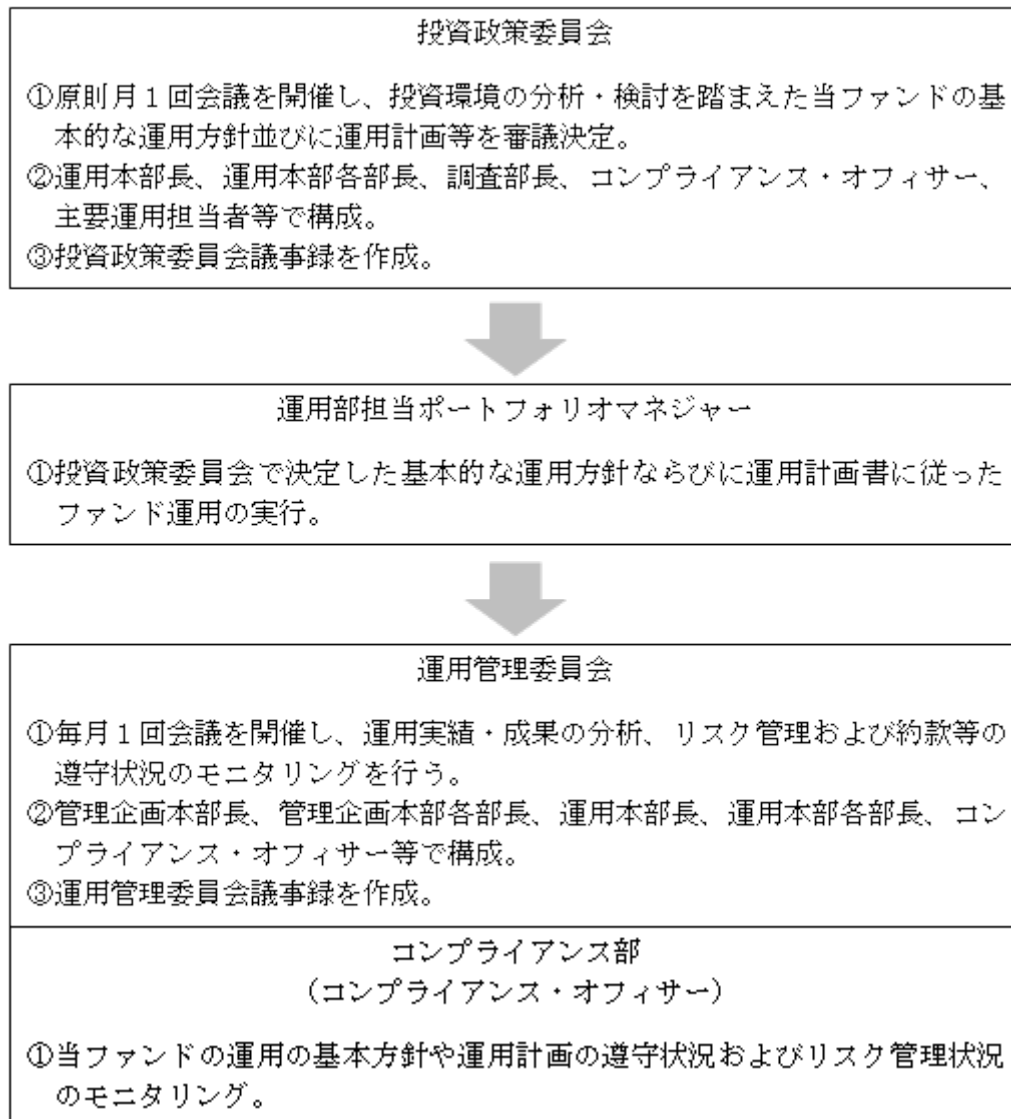 投資政策委員会
①原則月１回会議を開催し、投資環境の分析・検討を踏まえた当ファンドの基
本的な運用方針並びに運用計画等を審議決定。
②運用本部長、運用本部各部長、調査部長、コンプライアンス・オフィサー、
主要運用担当者等で構成。
③投資政策委員会議事録を作成。
運用部担当ポートフォリオマネジャー
①投資政策委員会で決定した基本的な運用方針ならびに運用計画書に従った
ファンド運用の実行。
運用管理委員会
①毎月１回会議を開催し、運用実績・成果の分析、リスク管理および約款等の
遵守状況のモニタリングを行う。
②管理企画本部長、管理企画本部各部長、運用本部長、運用本部各部長、コン
プライアンス・オフィサー等で構成。
③運用管理委員会議事録を作成。
コンプライアンス部
（コンプライアンス・オフィサー）
①当ファンドの運用の基本方針や運用計画の遵守状況およびリスク管理状況
のモニタリング。